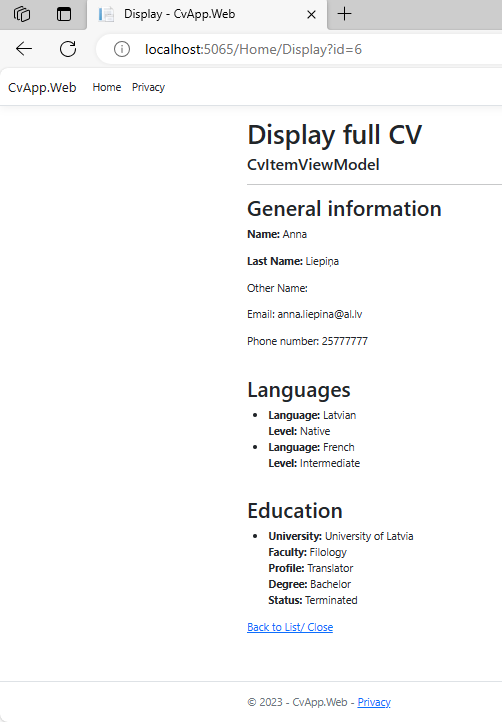 Display - CvApp.Web
localhost:5065/Home/Display?id=6
CvApp.Web Home Privacy
Display full CV
CvItemViewModel
General information
Name: Anna
Last Name: Liepiņa
Other Name:
Email: anna.liepina@al.lv
Phone number: 25777777
Languages
Language: Latvian
Level: Native
Language: French
Level: Intermediate
Education
University: University of Latvia
Faculty: Filology
Profile: Translator
Degree: Bachelor
Status: Terminated
Back to List/ Close
© 2023 - CvApp.Web - Privacy